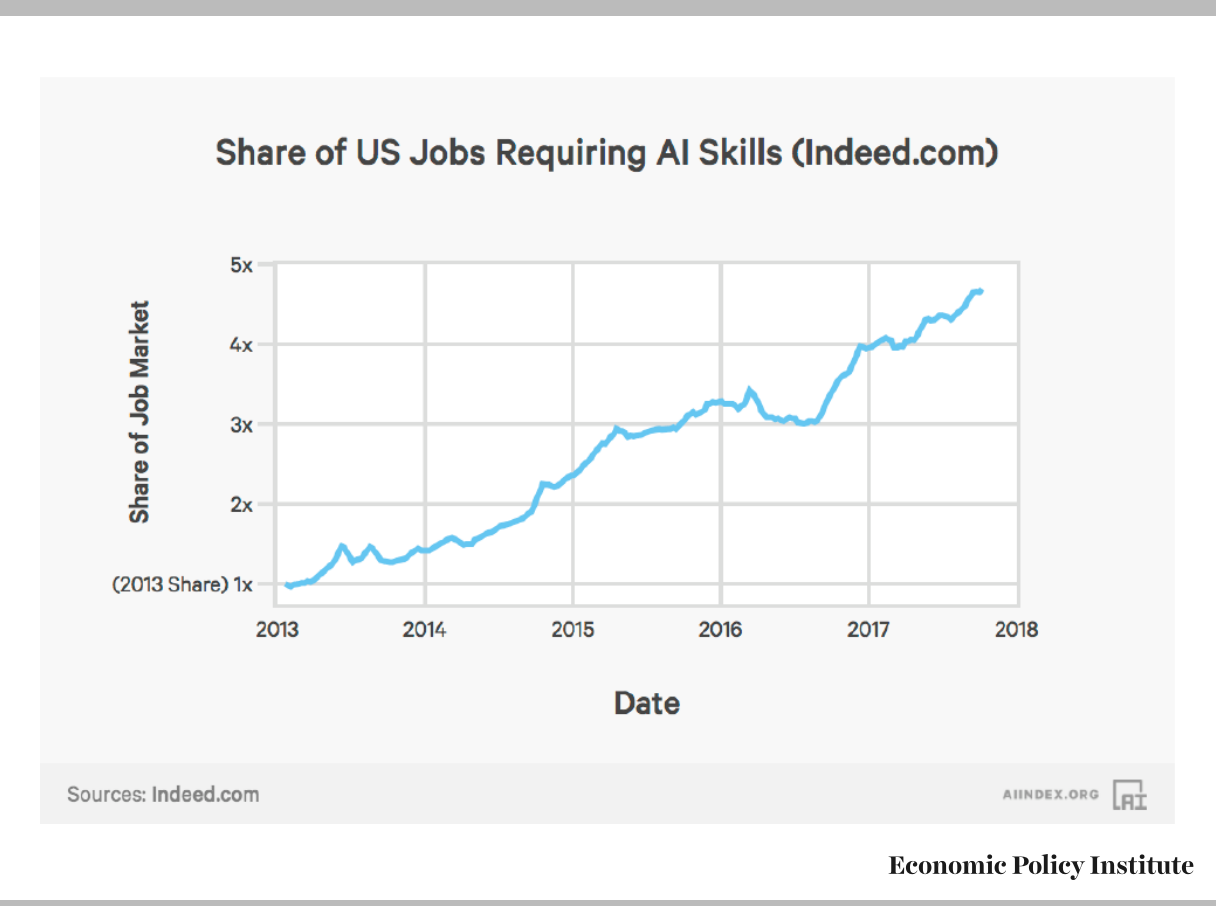 Share of US Jobs Requiring AI Skills (Indeed.com)
Share of Job Market
5x
4x
3x
2x
(2013 Share) 1x
2013 2014 2015 2016 2017 2018
Date
Sources: Indeed.com
AIINDEX.ORG AI
Economic Policy Institute